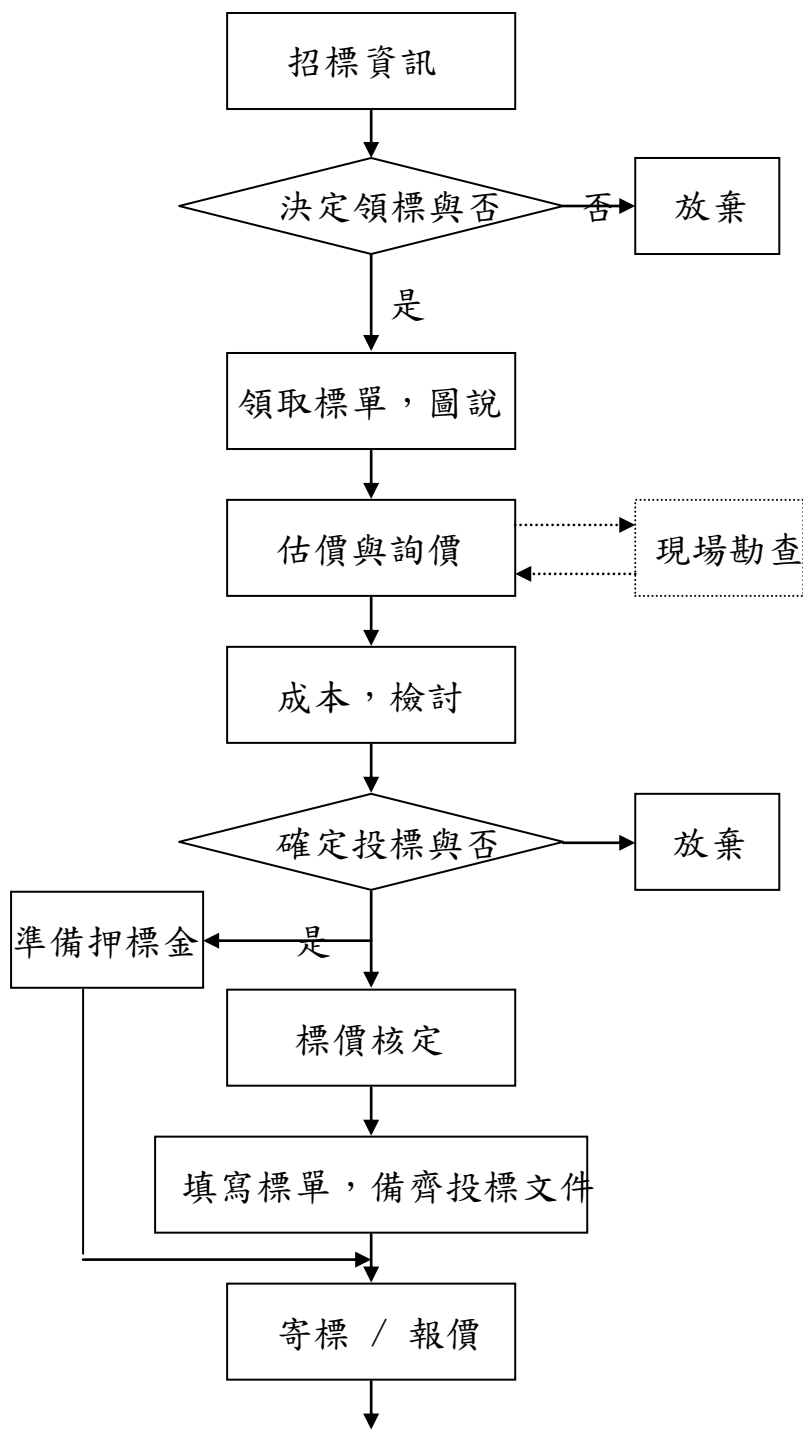 招標資訊
決定領標與否
否
放棄
是
領取標單，圖說
估價與詢價
現場勘查
成本，檢討
確定投標與否
放棄
準備押標金
是
標價核定
填寫標單，備齊投標文件
寄標 / 報價